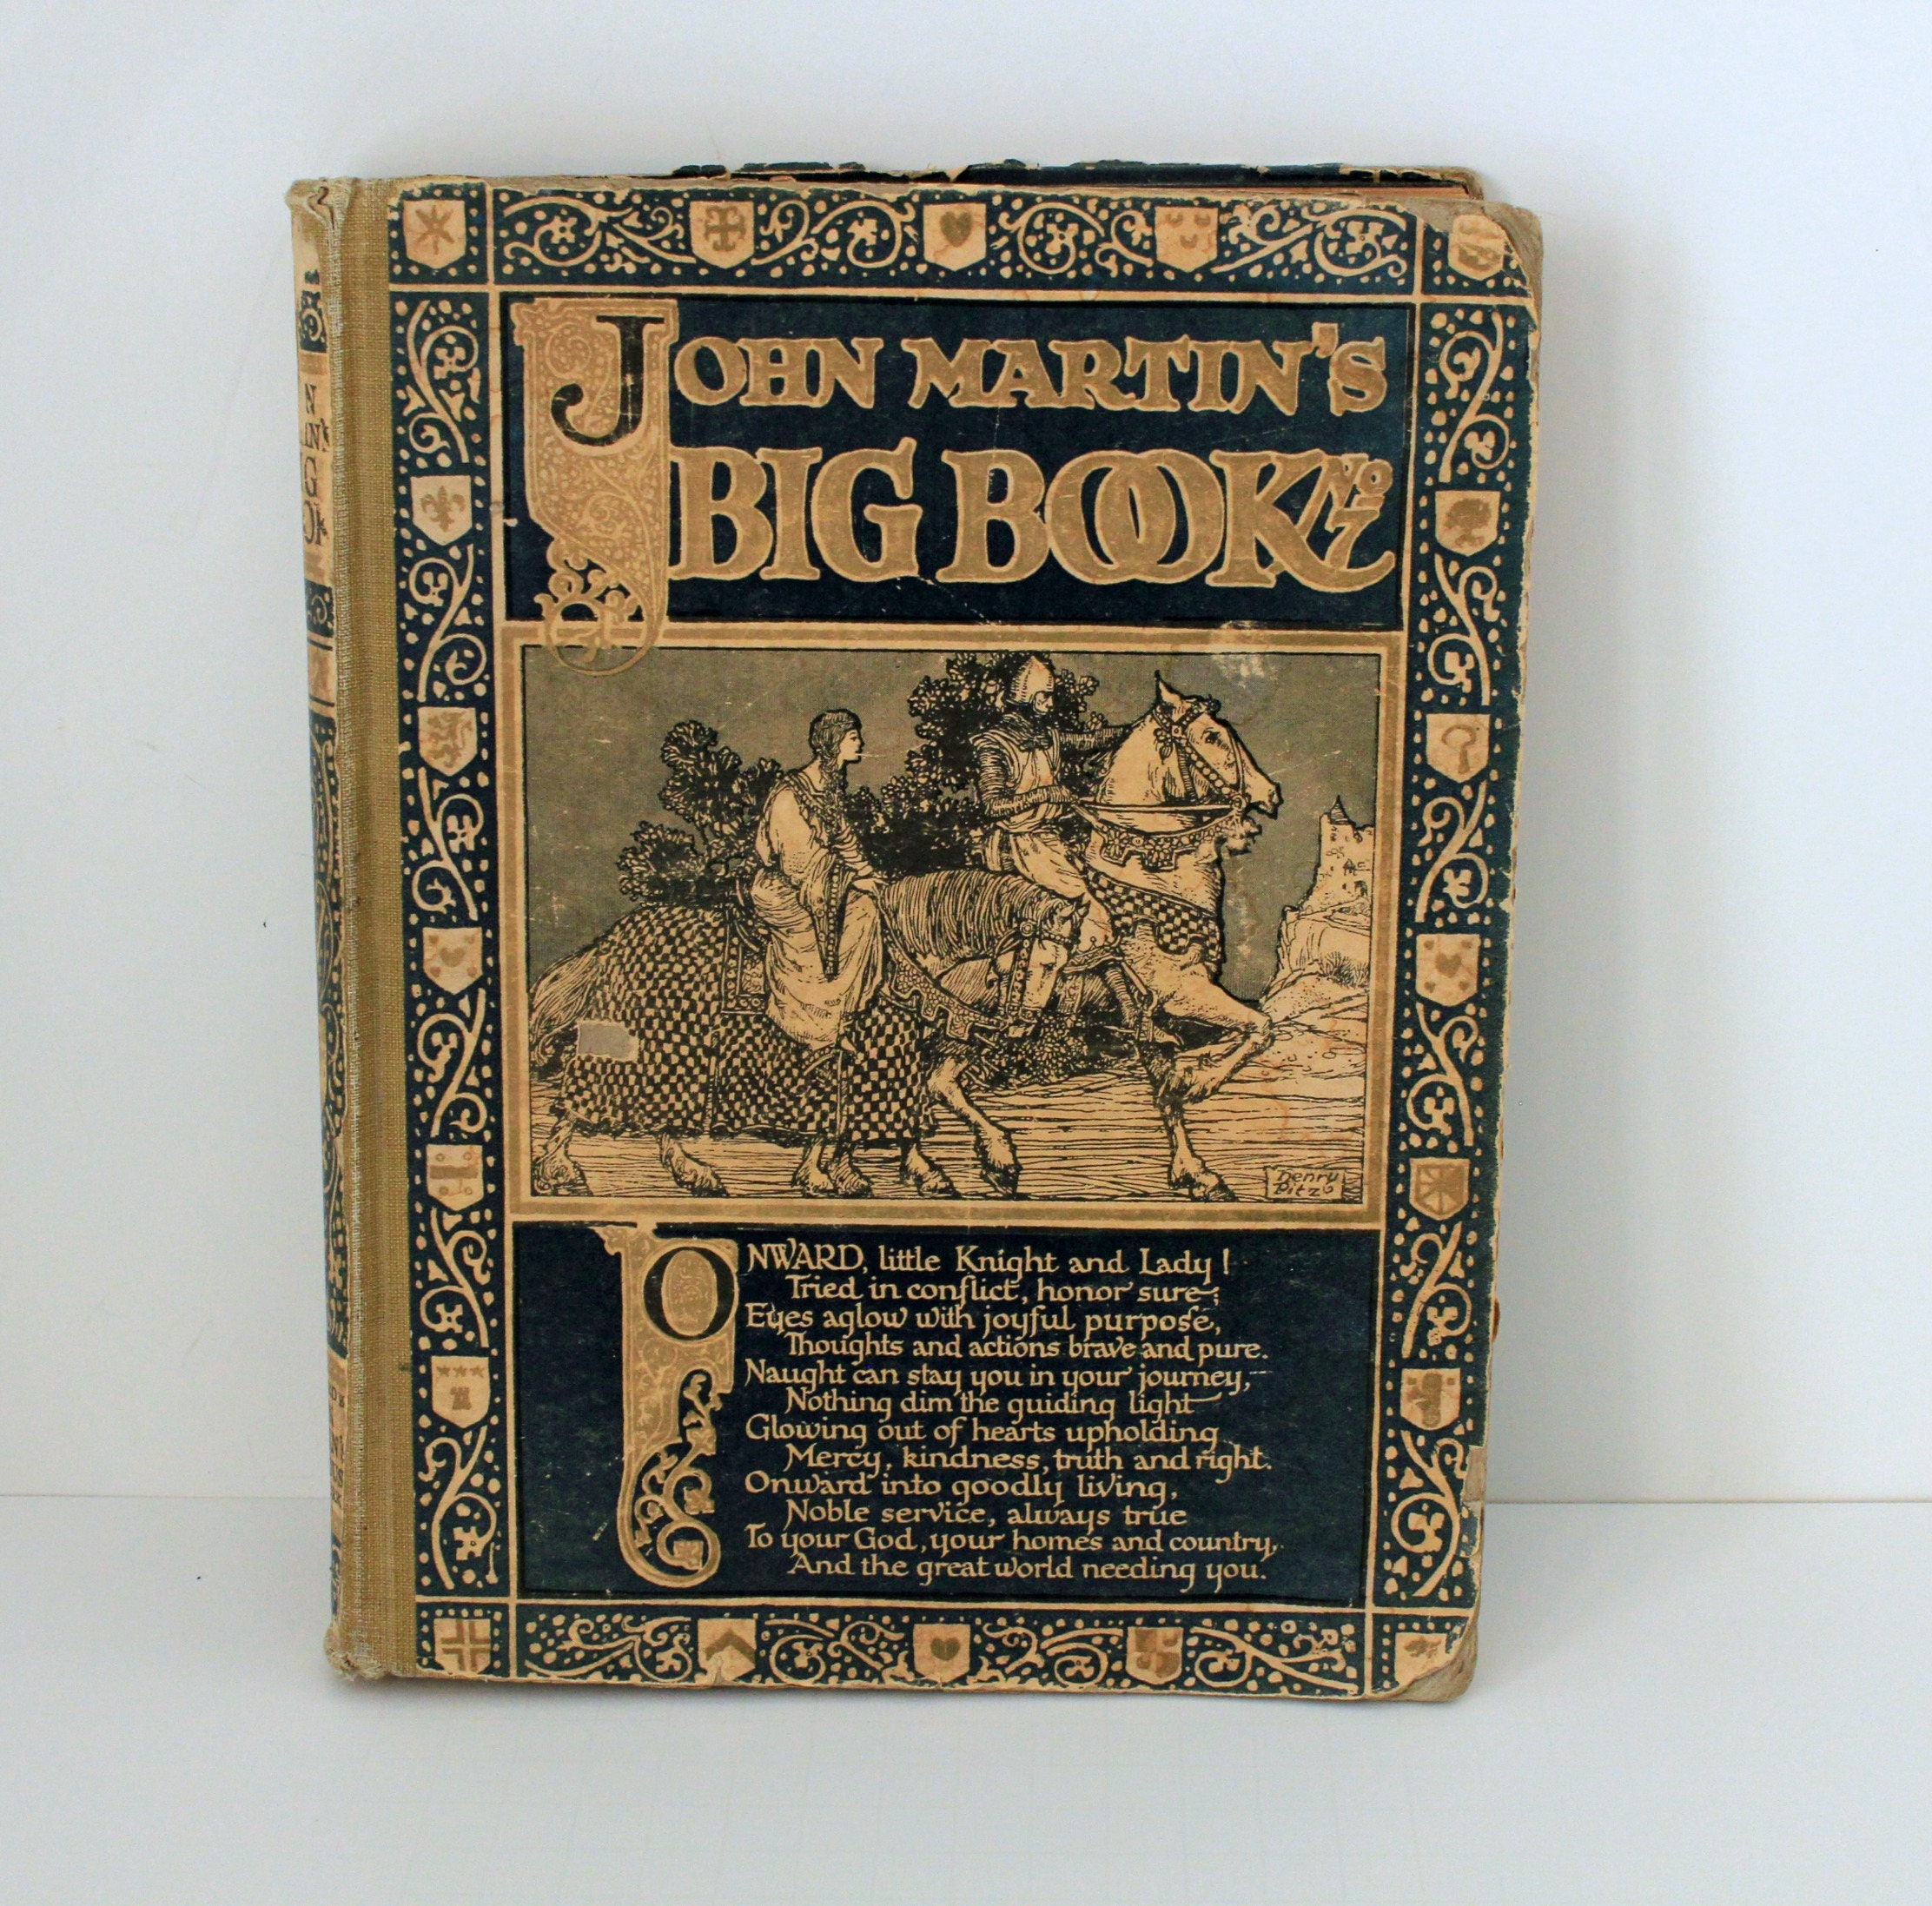 JOHN MARTIN'S
BIG BOOK No 7
Henry
Pitz
ONWARD, little Knight and Lady!
Tried in conflict, honor sure;
Eyes aglow with joyful purpose,
Thoughts and actions brave and pure.
Naught can stay you in your journey,—
Nothing dim the guiding light
Glowing out of hearts upholding
Mercy, kindness, truth and right.
Onward into goodly living,
Noble service, always true
To your God, your homes and country,
And the great world needing you.